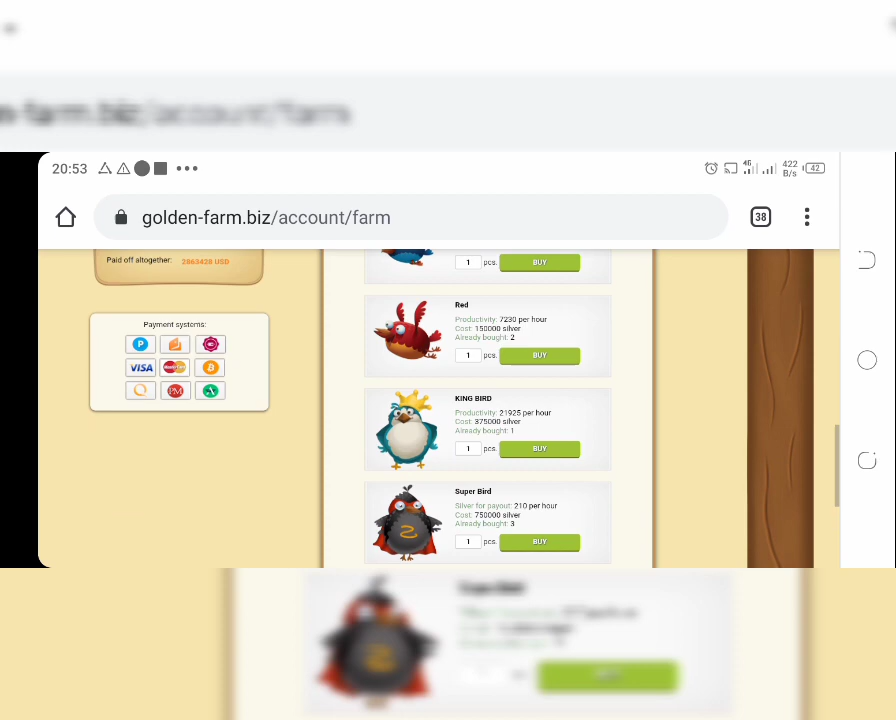 20:53
4G 422 B/s 42
golden-farm.biz/account/farm
38
Paid off altogether: 2863428 USD
Payment systems:
VISA MasterCard
PM
1 pcs. BUY
Red
Productivity: 7230 per hour
Cost: 150000 silver
Already bought: 2
1 pcs. BUY
KING BIRD
Productivity: 21925 per hour
Cost: 375000 silver
Already bought: 1
1 pcs. BUY
Super Bird
Silver for payout: 210 per hour
Cost: 750000 silver
Already bought: 3
1 pcs. BUY